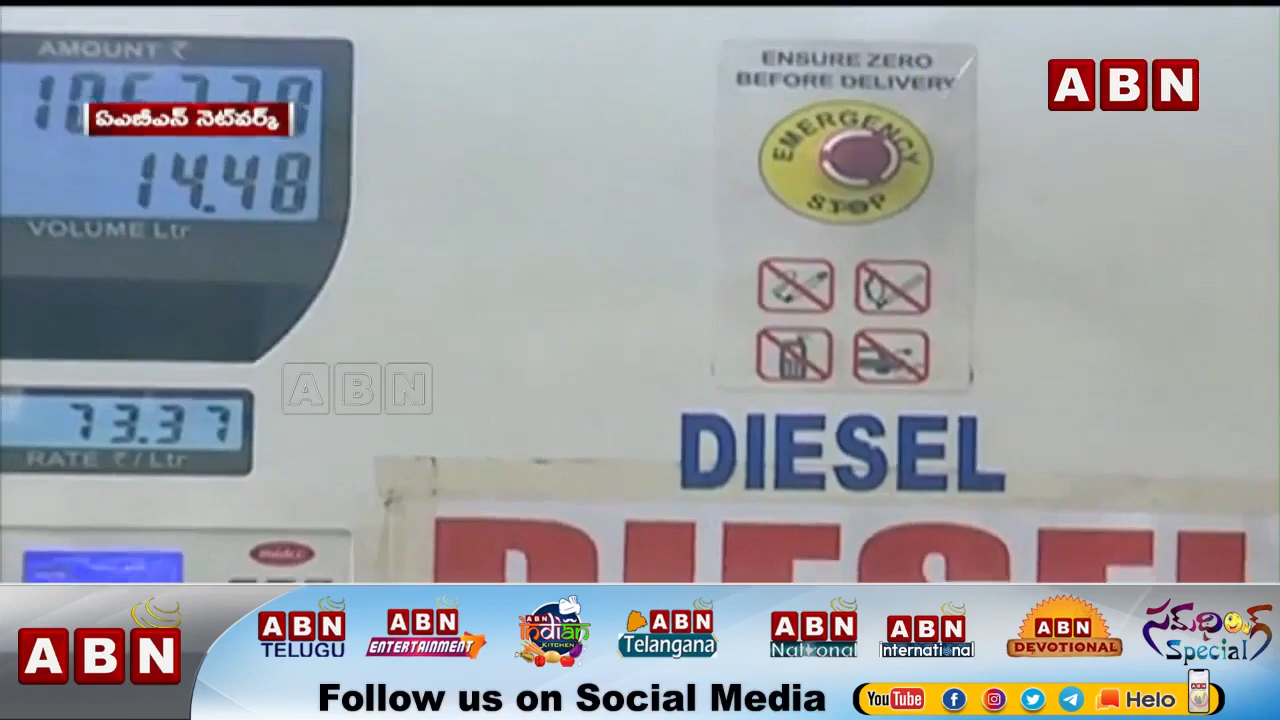 AMOUNT ₹
ఏఎబీఎన్ నెట్‌వర్క్
14.48
VOLUME Ltr
73.37
RATE ₹/Ltr
ENSURE ZERO
BEFORE DELIVERY
EMERGENCY
STOP
DIESEL
DIESEL
ABN
ABN
ABN
ABN TELUGU
ABN ENTERTAINMENT
ABN Indian KITCHEN
ABN Telangana
ABN National
ABN International
ABN DEVOTIONAL
Special
Follow us on Social Media
YouTube
Helo